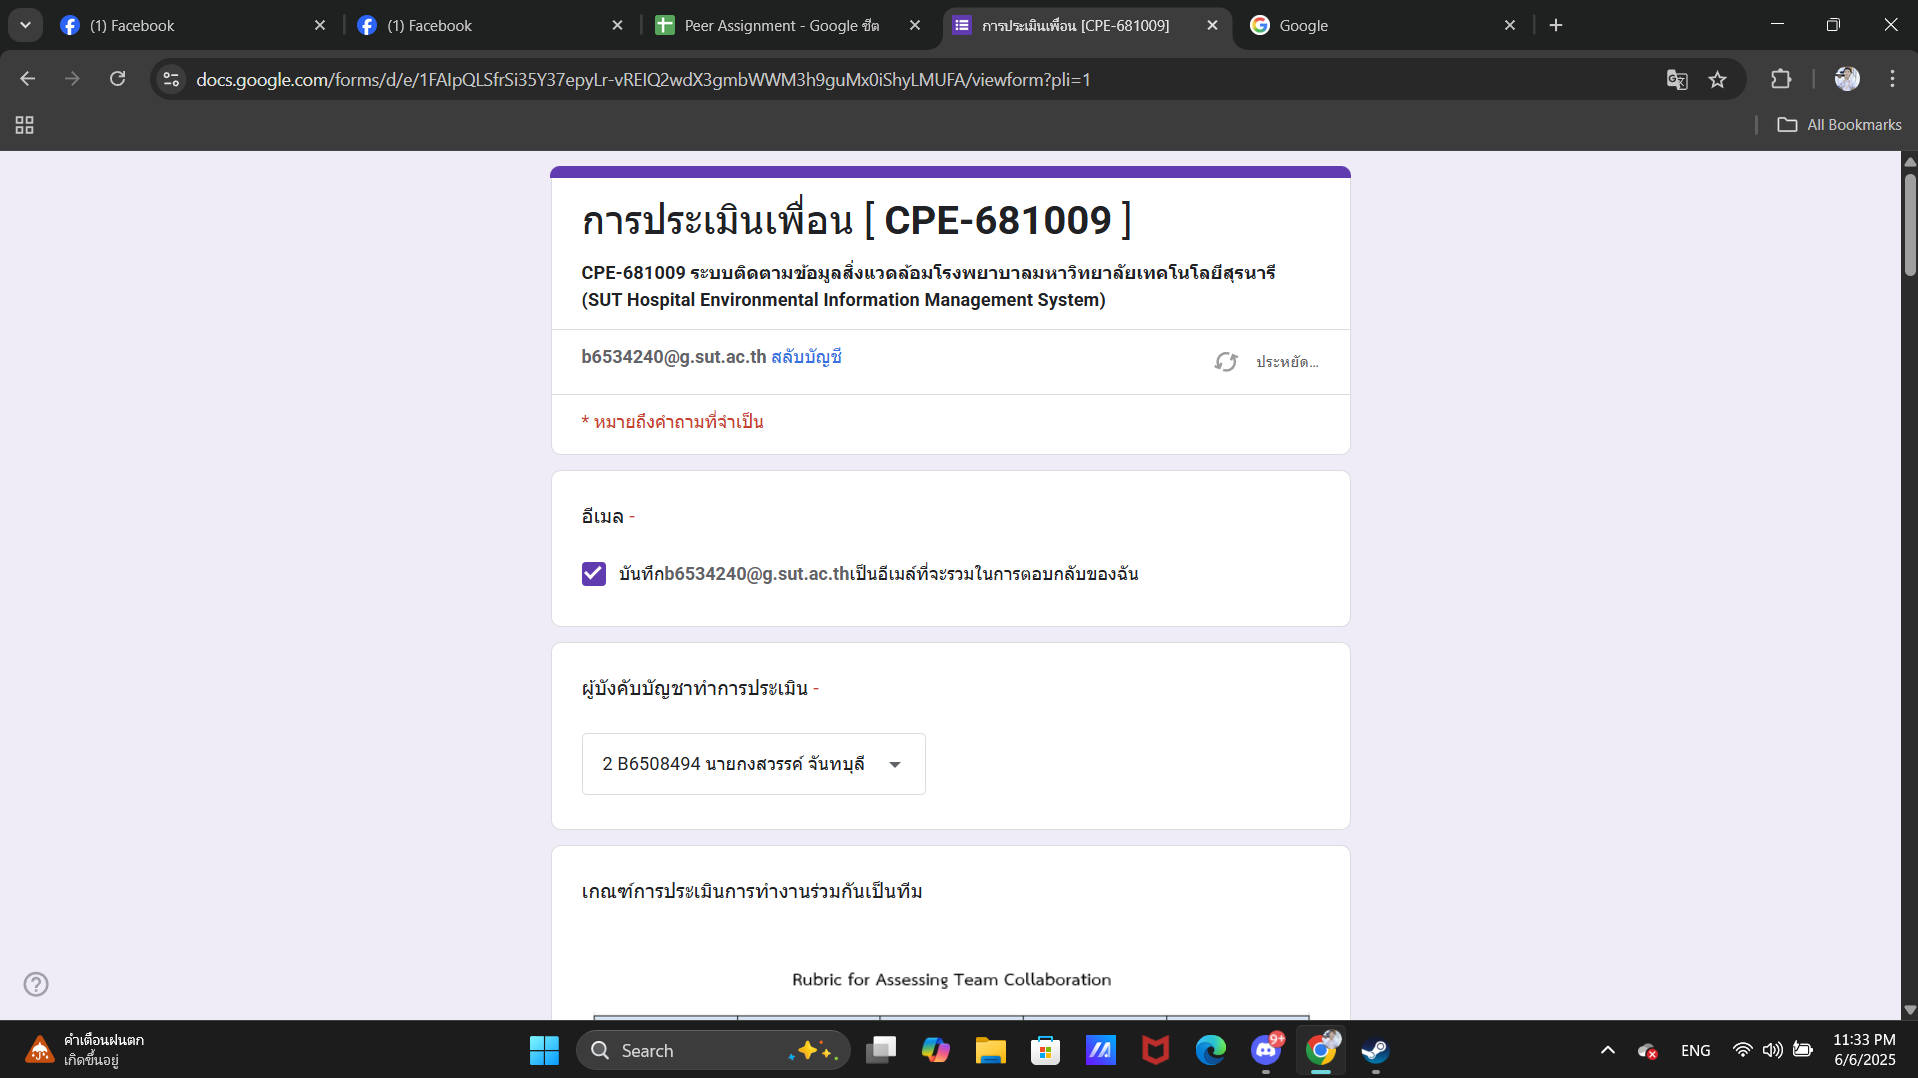 (1) Facebook
(1) Facebook
Peer Assignment - Google ชีต
การประเมินเพื่อน [CPE-681009]
Google
docs.google.com/forms/d/e/1FAIpQLSfrSi35Y37epyLr-vREIQ2wdX3gmbWWM3h9guMx0iShyLMUFA/viewform?pli=1
All Bookmarks
การประเมินเพื่อน [ CPE-681009 ]
CPE-681009 ระบบติดตามข้อมูลสิ่งแวดล้อมโรงพยาบาลมหาวิทยาลัยเทคโนโลยีสุรนารี
(SUT Hospital Environmental Information Management System)
b6534240@g.sut.ac.th สลับบัญชี
ประหยัด...
* หมายถึงคำถามที่จำเป็น
อีเมล -
บันทึกb6534240@g.sut.ac.thเป็นอีเมล์ที่จะรวมในการตอบกลับของฉัน
ผู้บังคับบัญชาทำการประเมิน -
2 B6508494 นายกงสวรรค์ จันทบุลี
เกณฑ์การประเมินการทำงานร่วมกันเป็นทีม
Rubric for Assessing Team Collaboration
คำเตือนฝนตก
เกิดขึ้นอยู่
Search
9+
ENG
11:33 PM
6/6/2025